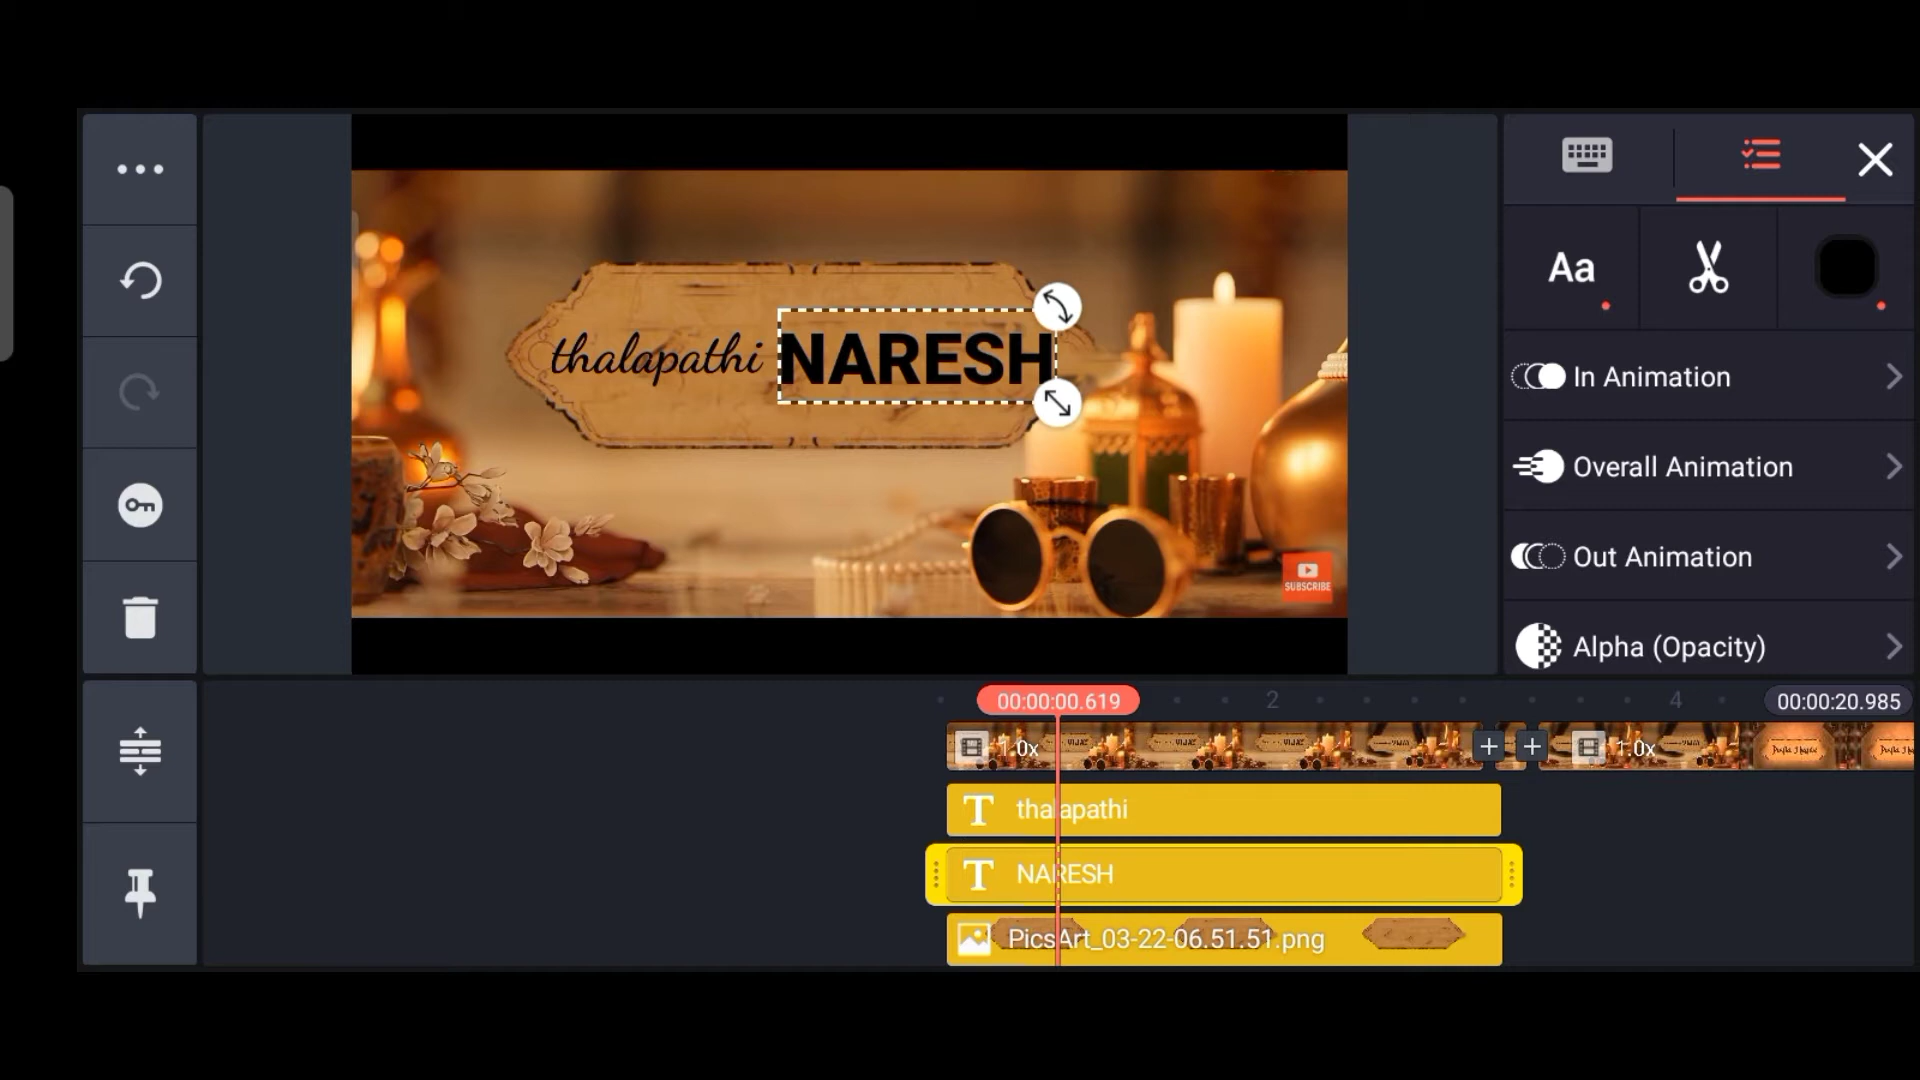 thalapathi NARESH
SUBSCRIBE
Aa
In Animation
Overall Animation
Out Animation
Alpha (Opacity)
00:00:00.619
2
4
00:00:20.985
1.0x
1.0x
T thalapathi
T NARESH
PicsArt_03-22-06.51.51.png